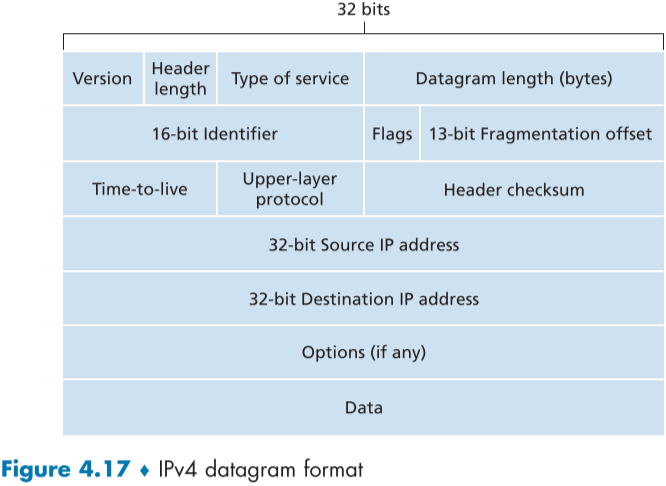 32 bits
Version
Header
length
Type of service
Datagram length (bytes)
16-bit Identifier
Flags
13-bit Fragmentation offset
Time-to-live
Upper-layer
protocol
Header checksum
32-bit Source IP address
32-bit Destination IP address
Options (if any)
Data
Figure 4.17 ♦ IPv4 datagram format